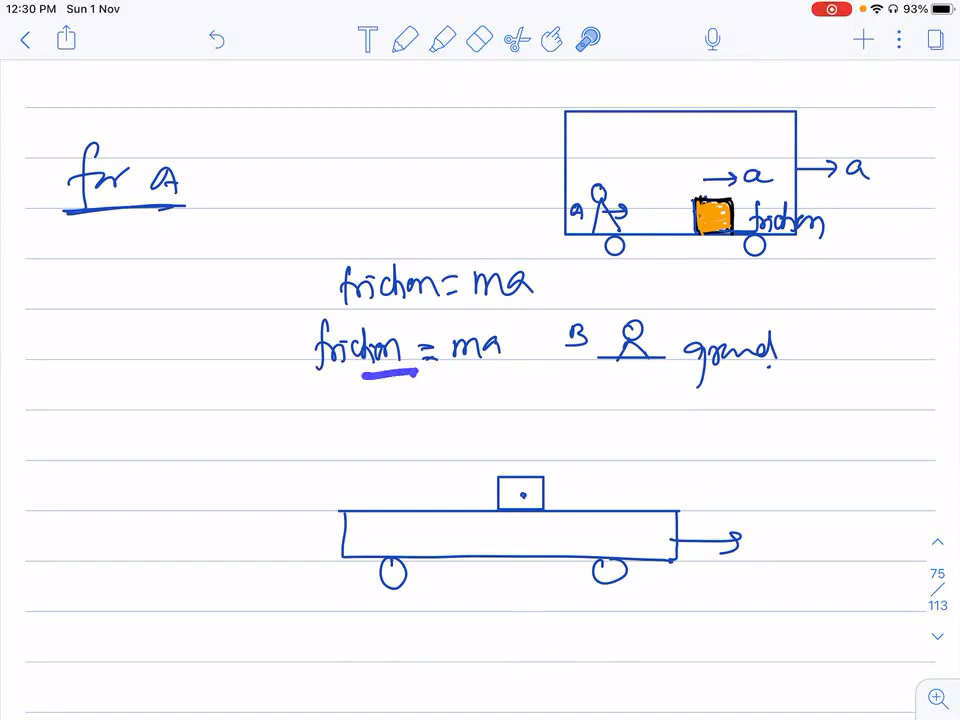 12:30 PM Sun 1 Nov
93%
T
for A
a
a
A
friction
friction = ma
friction = ma
B
ground
75
113